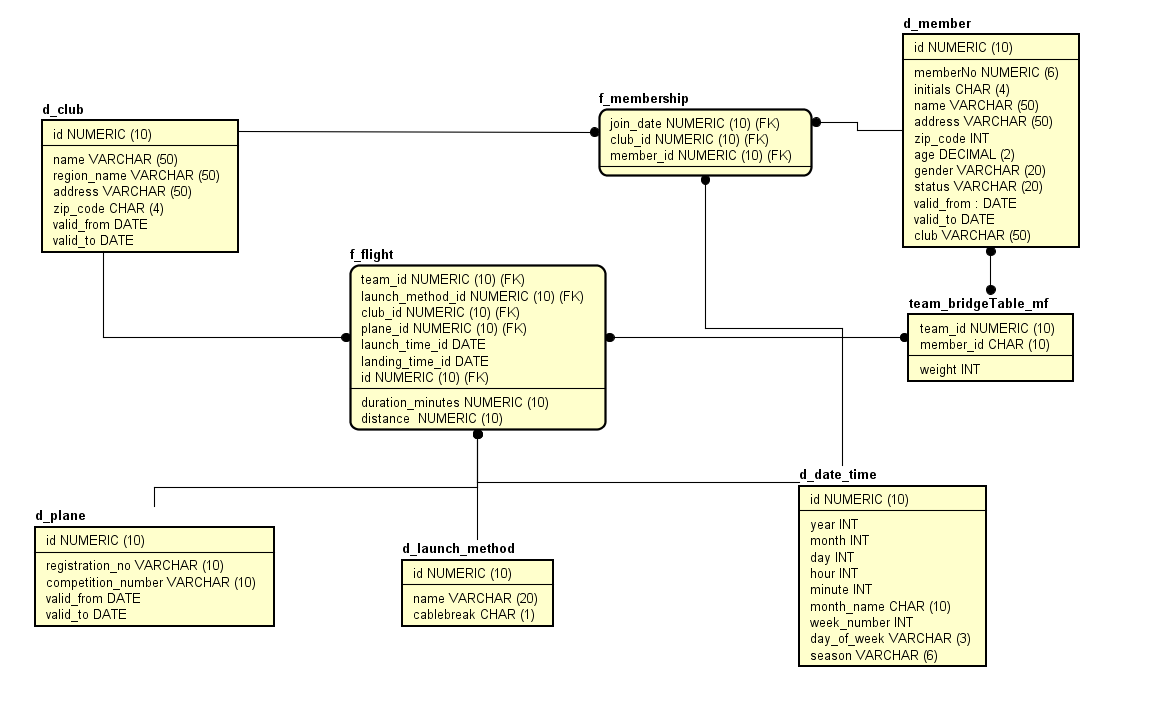 d_member
id NUMERIC (10)
memberNo NUMERIC (6)
initials CHAR (4)
name VARCHAR (50)
address VARCHAR (50)
zip_code INT
age DECIMAL (2)
gender VARCHAR (20)
status VARCHAR (20)
valid_from : DATE
valid_to DATE
club VARCHAR (50)
d_club
id NUMERIC (10)
name VARCHAR (50)
region_name VARCHAR (50)
address VARCHAR (50)
zip_code CHAR (4)
valid_from DATE
valid_to DATE
f_membership
join_date NUMERIC (10) (FK)
club_id NUMERIC (10) (FK)
member_id NUMERIC (10) (FK)
f_flight
team_id NUMERIC (10) (FK)
launch_method_id NUMERIC (10) (FK)
club_id NUMERIC (10) (FK)
plane_id NUMERIC (10) (FK)
launch_time_id DATE
landing_time_id DATE
id NUMERIC (10) (FK)
duration_minutes NUMERIC (10)
distance  NUMERIC (10)
team_bridgeTable_mf
team_id NUMERIC (10)
member_id CHAR (10)
weight INT
d_plane
id NUMERIC (10)
registration_no VARCHAR (10)
competition_number VARCHAR (10)
valid_from DATE
valid_to DATE
d_launch_method
id NUMERIC (10)
name VARCHAR (20)
cablebreak CHAR (1)
d_date_time
id NUMERIC (10)
year INT
month INT
day INT
hour INT
minute INT
month_name CHAR (10)
week_number INT
day_of_week VARCHAR (3)
season VARCHAR (6)